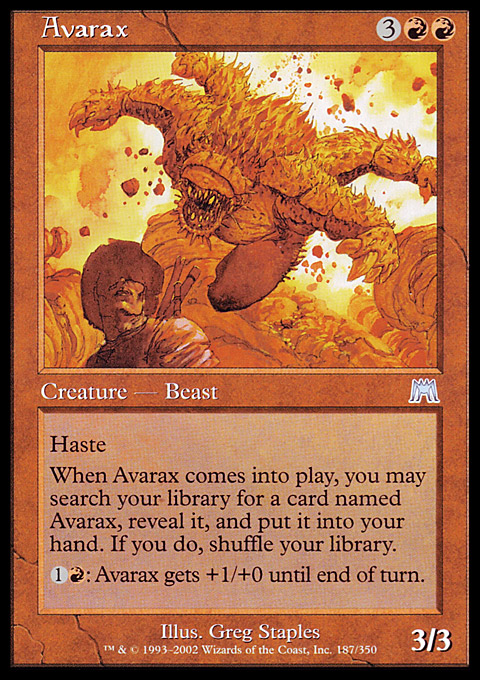 Avarax 3
Creature — Beast
Haste
When Avarax comes into play, you may
search your library for a card named
Avarax, reveal it, and put it into your
hand. If you do, shuffle your library.
1: Avarax gets +1/+0 until end of turn.
Illus. Greg Staples
™ & © 1993–2002 Wizards of the Coast, Inc. 187/350
3/3